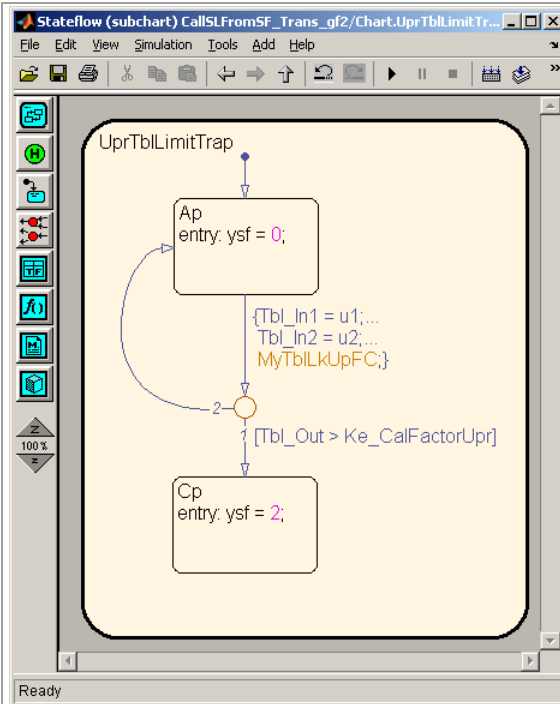 Stateflow (subchart) CallSLFromSF_Trans_gf2/Chart.UprTblLimitTr...
File Edit View Simulation Tools Add Help
»
H
TF
f()
M
UprTblLimitTrap
Ap
entry: ysf = 0;
{Tbl_In1 = u1;...
Tbl_In2 = u2;...
MyTblLkUpFC;}
2
1 [Tbl_Out > Ke_CalFactorUpr]
Z
100%
z
Cp
entry: ysf = 2;
Ready